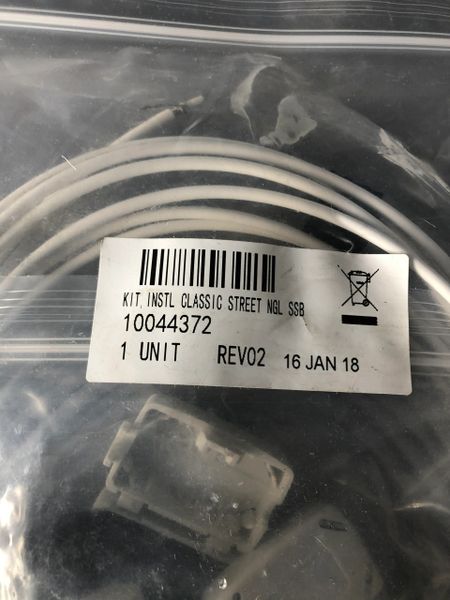 KIT, INSTL CLASSIC STREET NGL SSB
10044372
1 UNIT REV02 16 JAN 18